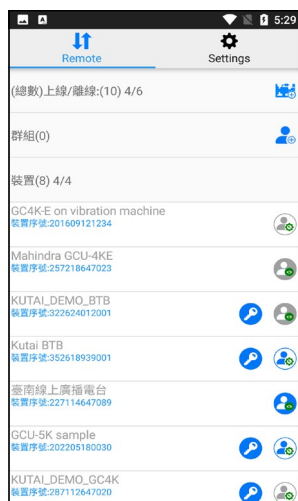 5:29
Remote
Settings
(總數)上線/離線:(10) 4/6
群組(0)
裝置(8) 4/4
GC4K-E on vibration machine
裝置序號:201609121234
Mahindra GCU-4KE
裝置序號:257218647023
KUTAI_DEMO_BTB
裝置序號:322624012001
Kutai BTB
裝置序號:352618939001
臺南線上廣播電台
裝置序號:227114647089
GCU-5K sample
裝置序號:202205180030
KUTAI_DEMO_GC4K
裝置序號:287112647020